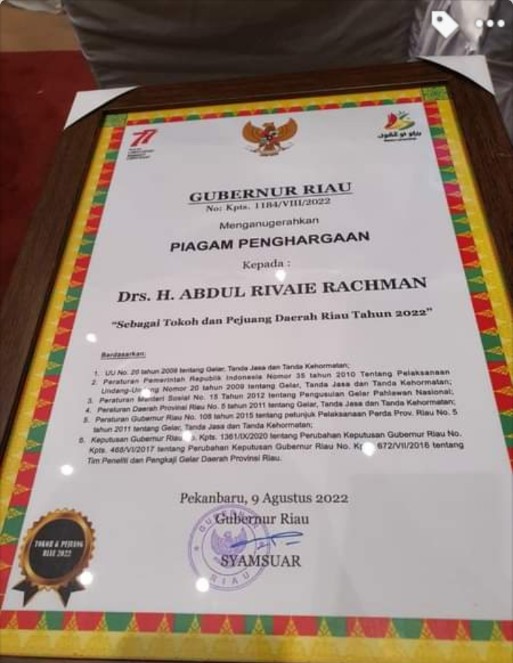 77
GUBERNUR RIAU
No: Kpts. 1184/VIII/2022
Menganugerahkan
PIAGAM PENGHARGAAN
Kepada :
Drs. H. ABDUL RIVAIE RACHMAN
"Sebagai Tokoh dan Pejuang Daerah Riau Tahun 2022"
Berdasarkan:
1. UU No. 20 tahun 2009 tentang Gelar, Tanda Jasa dan Tanda Kehormatan;
2. Peraturan Pemerintah Republik Indonesia Nomor 35 tahun 2010 Tentang Pelaksanaan
Undang-Undang Nomor 20 tahun 2009 tentang Gelar, Tanda Jasa dan Tanda Kehormatan;
3. Peraturan Menteri Sosial No. 15 Tahun 2012 tentang Pengusulan Gelar Pahlawan Nasional;
4. Peraturan Daerah Provinsi Riau No. 5 tahun 2011 tentang Gelar, Tanda Jasa dan Tanda Kehormatan;
5. Peraturan Gubernur Riau No. 108 tahun 2015 tentang petunjuk Pelaksanaan Perda Prov. Riau No. 5
tahun 2011 tentang Gelar, Tanda Jasa dan Tanda Kehormatan;
6. Keputusan Gubernur Riau Kpts. 1361/IX/2020 tentang Perubahan Keputusan Gubernur Riau No.
Kpts. 468/VI/2017 tentang Perubahan Keputusan Gubernur Riau No. 672/VII/2016 tentang
Tim Peneliti dan Pengkaji Gelar Daerah Provinsi Riau.
Pekanbaru, 9 Agustus 2022
Gubernur Riau
SYAMSUAR
GUBERNUR
RIAU
TOKOH & PEJUANG
RIAU 2022